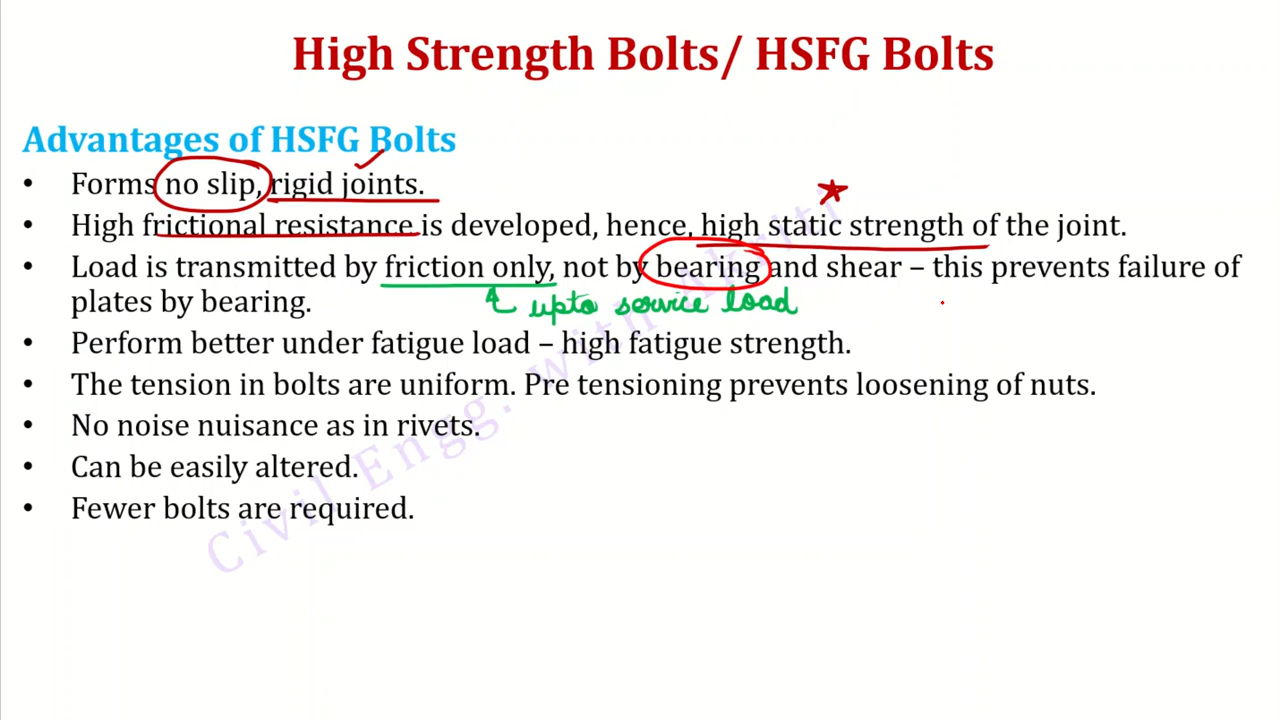 High Strength Bolts/ HSFG Bolts
Advantages of HSFG Bolts
• Forms no slip, rigid joints.
• High frictional resistance is developed, hence, high static strength of the joint.
• Load is transmitted by friction only, not by bearing and shear – this prevents failure of
plates by bearing.
upto service load
• Perform better under fatigue load – high fatigue strength.
• The tension in bolts are uniform. Pre tensioning prevents loosening of nuts.
• No noise nuisance as in rivets.
• Can be easily altered.
• Fewer bolts are required.
Civil Engg. with